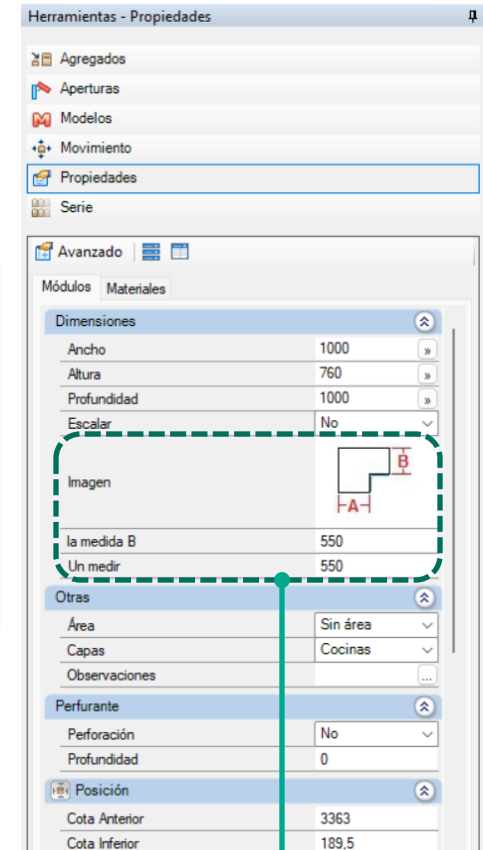 Herramientas - Propiedades
Agregados
Aperturas
Modelos
Movimiento
Propiedades
Serie
Avanzado
Módulos Materiales
Dimensiones
Ancho 1000 »
Altura 760 »
Profundidad 1000 »
Escalar No
Imagen B
A
la medida B 550
Un medir 550
Otras
Área Sin área
Capas Cocinas
Observaciones ...
Perfurante
Perforación No
Profundidad 0
Posición
Cota Anterior 3363
Cota Inferior 189,5